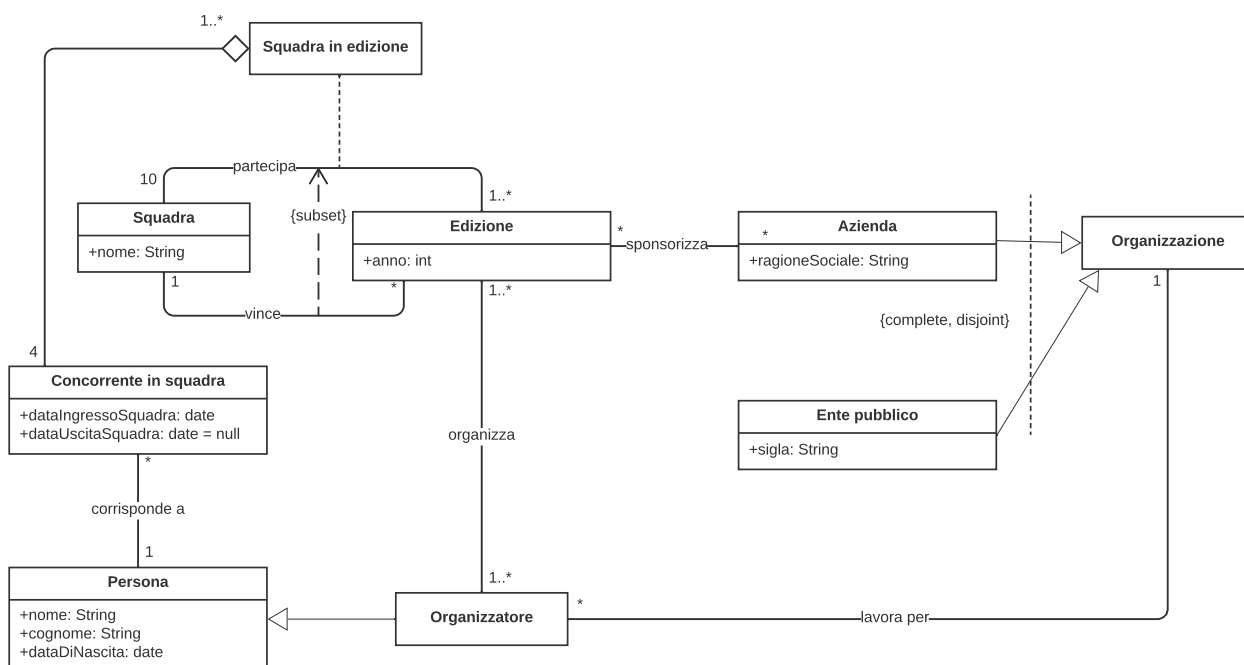 1..*
Squadra in edizione
partecipa
10
1..*
Squadra
+nome: String
{subset}
Edizione
+anno: int
*
sponsorizza
*
Azienda
+ragioneSociale: String
Organizzazione
1
*
1..*
1
vince
{complete, disjoint}
4
Concorrente in squadra
+dataIngressoSquadra: date
+dataUscitaSquadra: date = null
Ente pubblico
+sigla: String
organizza
*
corrisponde a
1
Persona
+nome: String
+cognome: String
+dataDiNascita: date
1..*
Organizzatore
*
lavora per